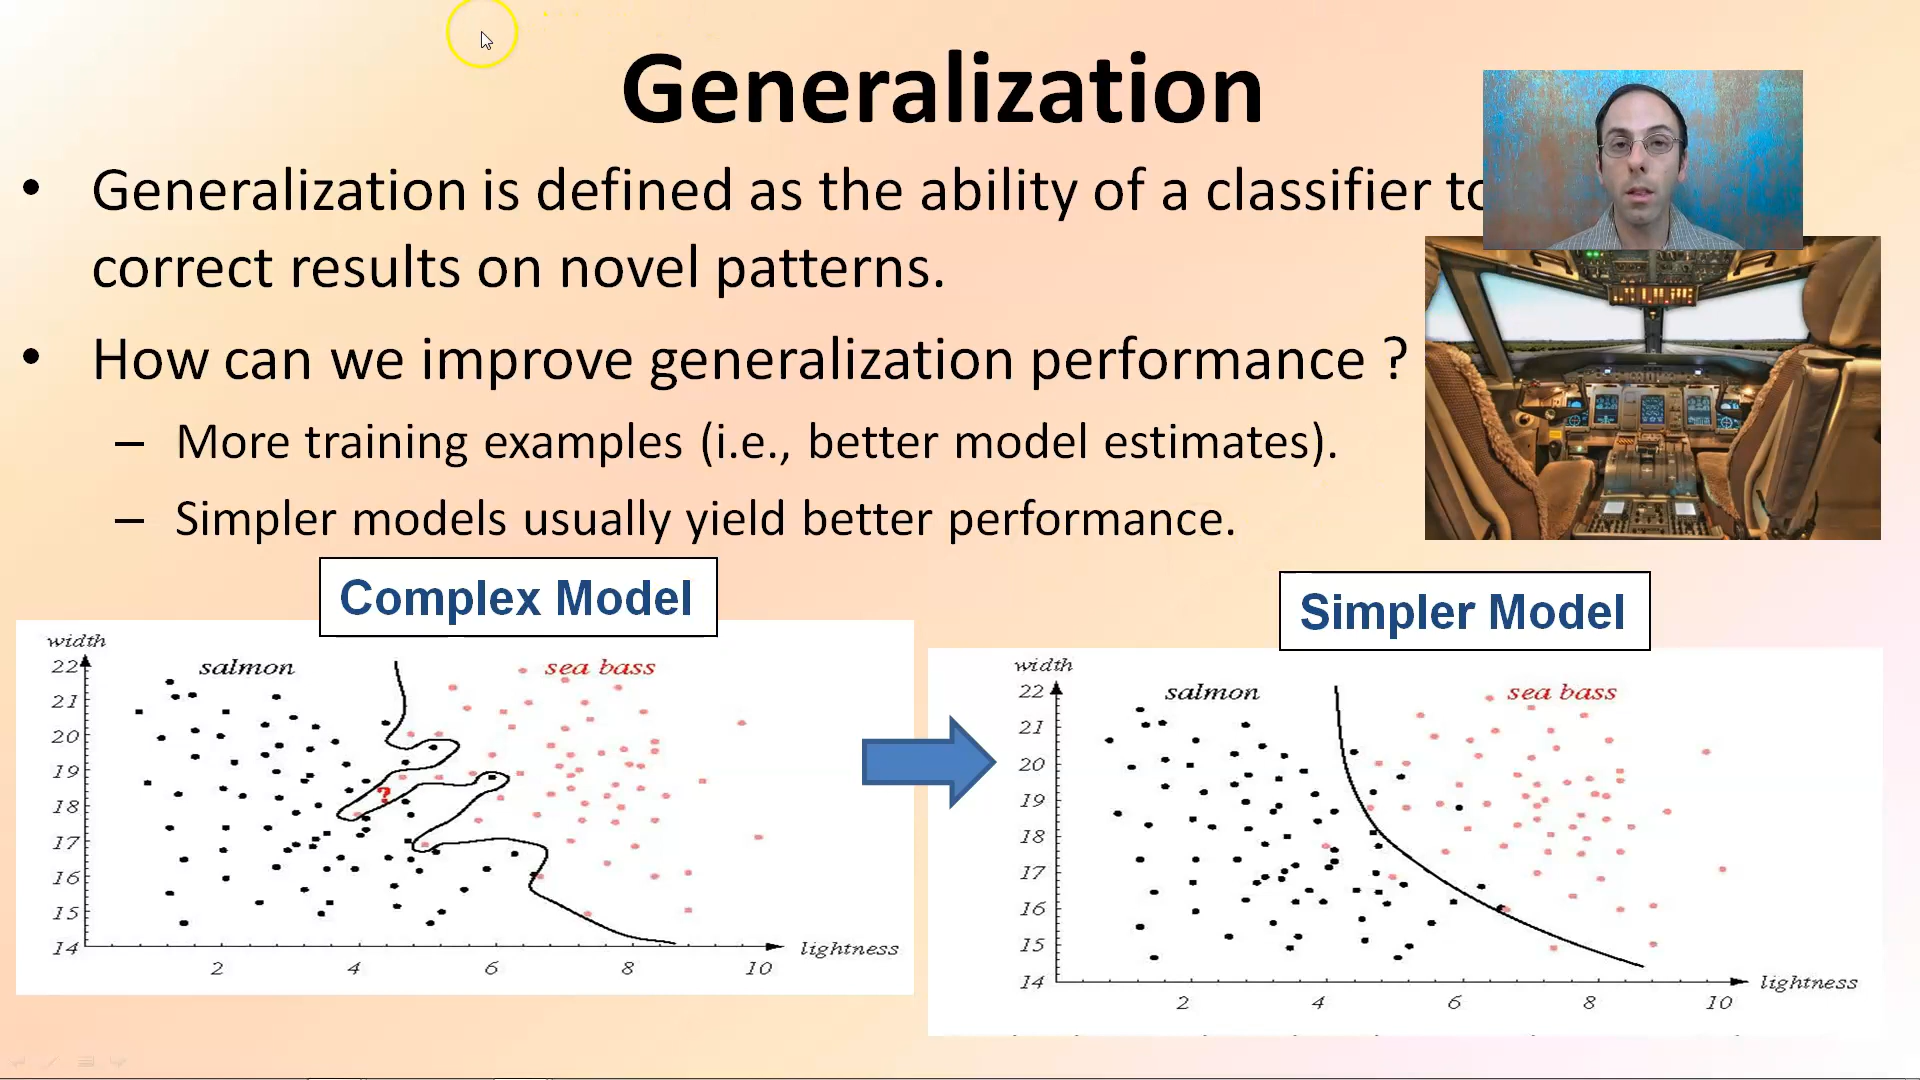 Generalization
• Generalization is defined as the ability of a classifier to
correct results on novel patterns.
• How can we improve generalization performance ?
– More training examples (i.e., better model estimates).
– Simpler models usually yield better performance.
Complex Model
Simpler Model
width
salmon
sea bass
22
21
20
19
18
17
16
15
14
?
2
4
6
8
10
lightness
width
salmon
sea bass
22
21
20
19
18
17
16
15
14
2
4
6
8
10
lightness